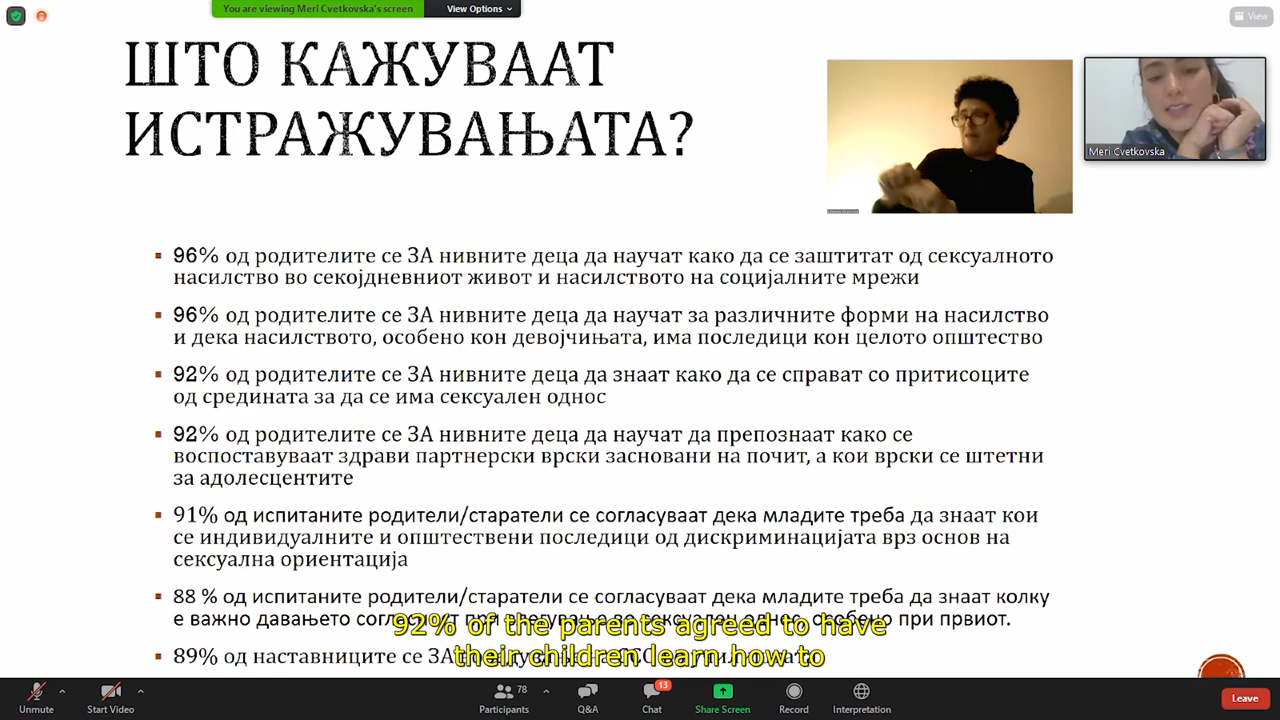 You are viewing Meri Cvetkovska's screen
View Options
View
ШТО КАЖУВААТ
ИСТРАЖУВАЊАТА?
Meri Cvetkovska
96% од родителите се ЗА нивните деца да научат како да се заштитат од сексуалното
насилство во секојдневниот живот и насилството на социјалните мрежи
96% од родителите се ЗА нивните деца да научат за различните форми на насилство
и дека насилството, особено кон девојчињата, има последици кон целото општество
92% од родителите се ЗА нивните деца да знаат како да се справат со притисоците
од средината за да се има сексуален однос
92% од родителите се ЗА нивните деца да научат да препознаат како се
воспоставуваат здрави партнерски врски засновани на почит, а кои врски се штетни
за адолесцентите
91% од испитаните родители/старатели се согласуваат дека младите треба да знаат кои
се индивидуалните и општествени последици од дискриминацијата врз основ на
сексуална ориентација
88 % од испитаните родители/старатели се согласуваат дека младите треба да знаат колку
е важно давањето при особено при првиот.
92% of the parents agreed to have
89% од наставниците се ЗА
their children learn how to
Unmute
Start Video
78
Participants
Q&A
13
Chat
Share Screen
Record
Interpretation
Leave